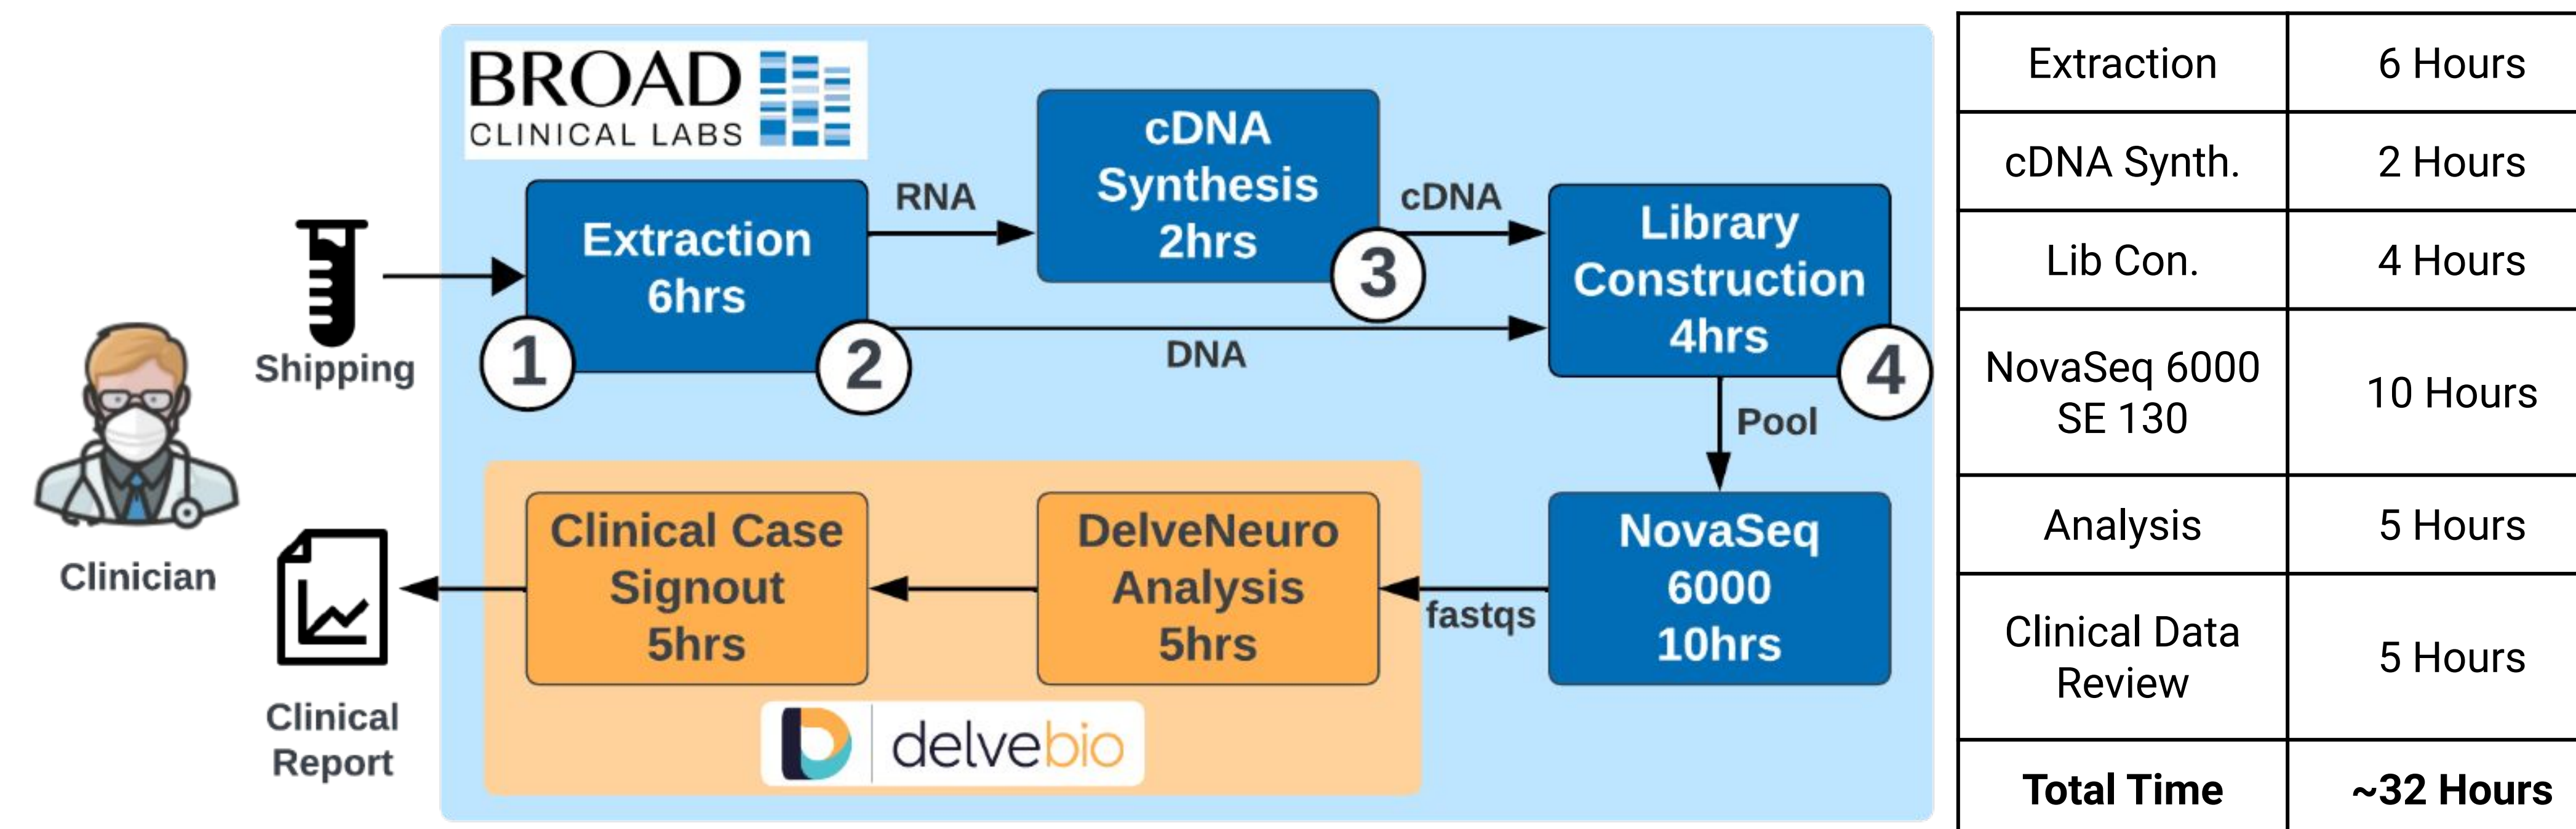 BROAD
CLINICAL LABS
Shipping
Clinician
Extraction
6hrs
1
2
RNA
cDNA
Synthesis
2hrs
3
cDNA
DNA
Library
Construction
4hrs
4
Pool
NovaSeq
6000
10hrs
fastqs
DelveNeuro
Analysis
5hrs
Clinical Case
Signout
5hrs
delvebio
Clinical
Report
Extraction 6 Hours
cDNA Synth. 2 Hours
Lib Con. 4 Hours
NovaSeq 6000
SE 130 10 Hours
Analysis 5 Hours
Clinical Data
Review 5 Hours
Total Time ~32 Hours